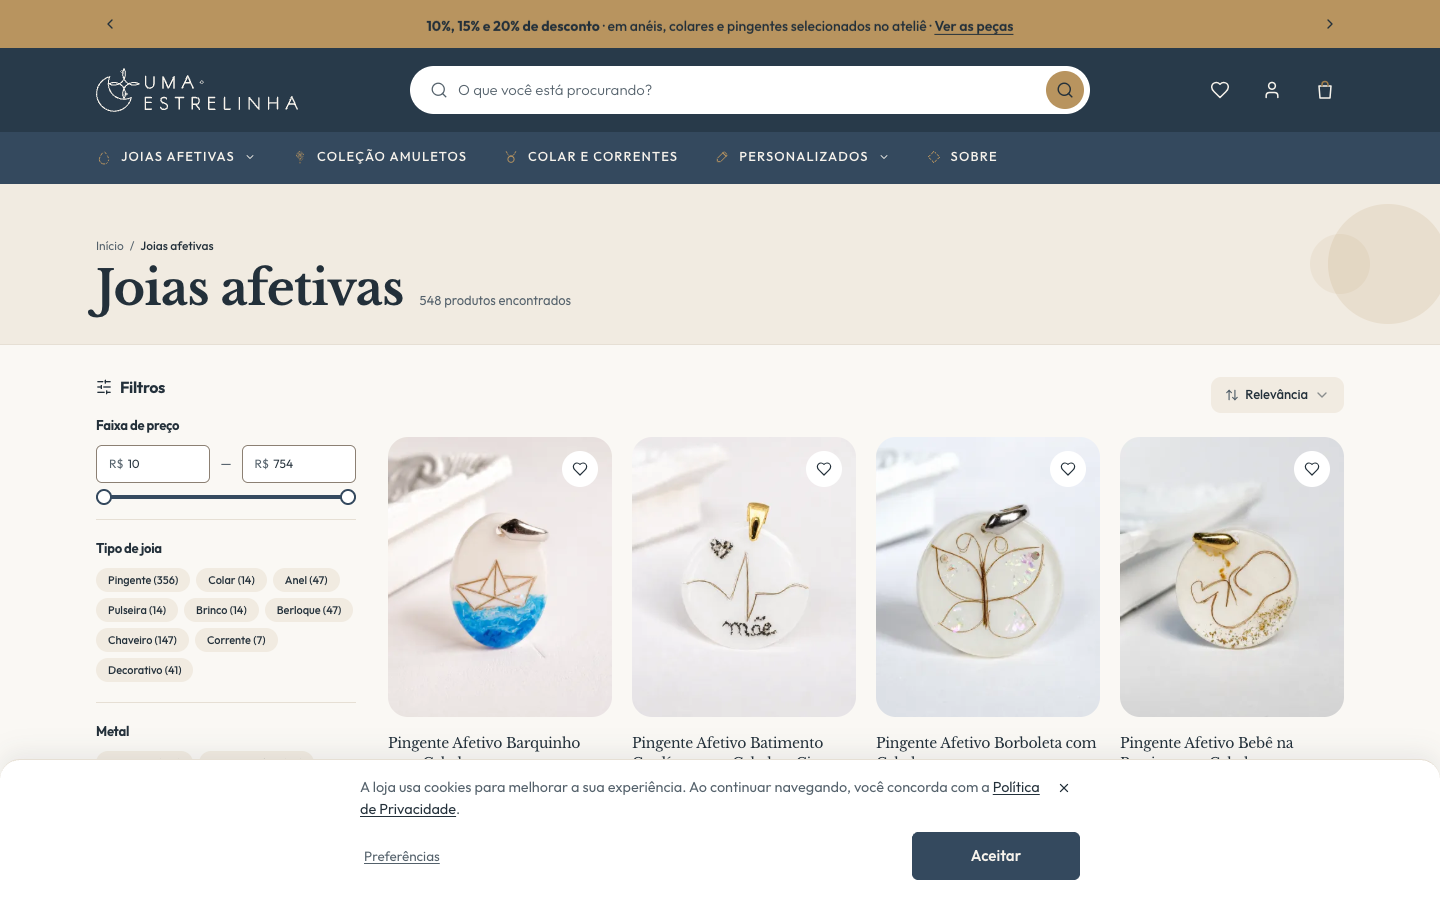 10%, 15% e 20% de desconto · em anéis, colares e pingentes selecionados no ateliê · Ver as peças
UMA
ESTRELINHA
O que você está procurando?
JOIAS AFETIVAS
COLEÇÃO AMULETOS
COLAR E CORRENTES
PERSONALIZADOS
SOBRE
Início / Joias afetivas
Joias afetivas
548 produtos encontrados
Filtros
Relevância
Faixa de preço
R$ 10 — R$ 754
Tipo de joia
Pingente (356) Colar (14) Anel (47)
Pulseira (14) Brinco (14) Berloque (47)
Chaveiro (147) Corrente (7)
Decorativo (41)
Metal
mãe
Pingente Afetivo Barquinho
Pingente Afetivo Batimento
Pingente Afetivo Borboleta com
Pingente Afetivo Bebê na
A loja usa cookies para melhorar a sua experiência. Ao continuar navegando, você concorda com a Política
de Privacidade.
Preferências
Aceitar